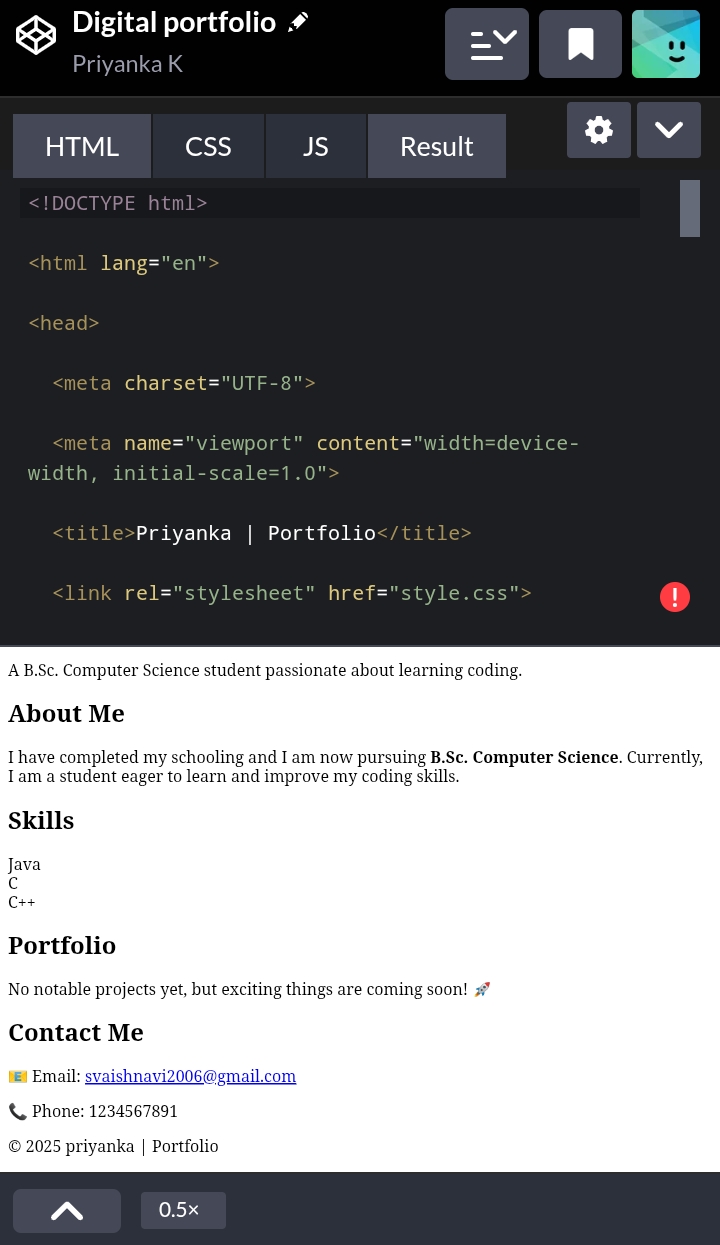 Digital portfolio
Priyanka K
HTML CSS JS Result
<!DOCTYPE html>
<html lang="en">
<head>
<meta charset="UTF-8">
<meta name="viewport" content="width=device-
width, initial-scale=1.0">
<title>Priyanka | Portfolio</title>
<link rel="stylesheet" href="style.css">
A B.Sc. Computer Science student passionate about learning coding.
About Me
I have completed my schooling and I am now pursuing B.Sc. Computer Science. Currently,
I am a student eager to learn and improve my coding skills.
Skills
Java
C
C++
Portfolio
No notable projects yet, but exciting things are coming soon! 🚀
Contact Me
📧 Email: svaishnavi2006@gmail.com
📞 Phone: 1234567891
© 2025 priyanka | Portfolio
0.5×